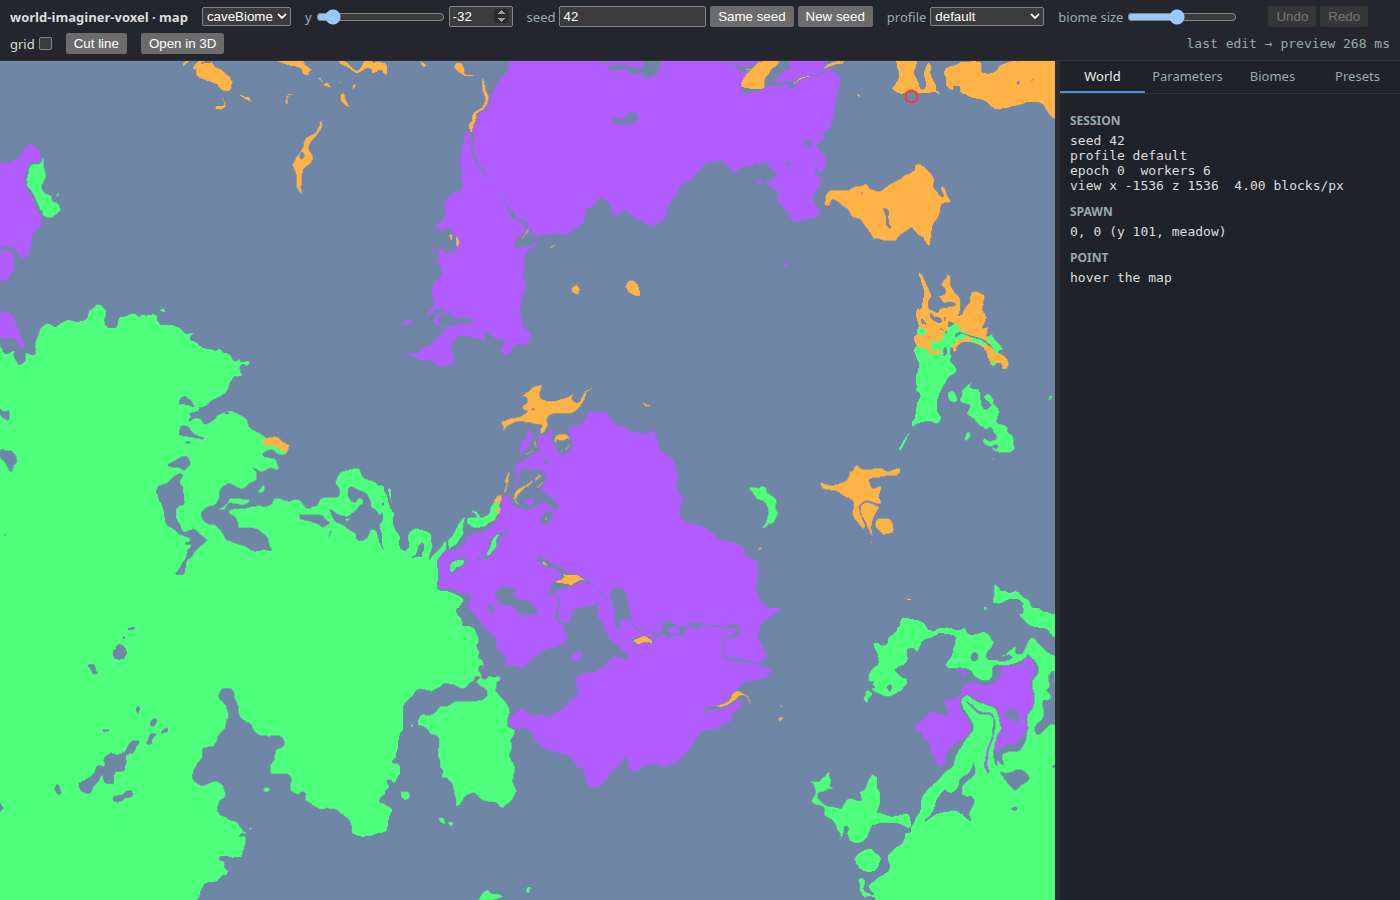 world-imaginer-voxel · map caveBiome y -32 seed 42 Same seed New seed profile default biome size Undo Redo
grid Cut line Open in 3D last edit → preview 268 ms
World Parameters Biomes Presets
SESSION
seed 42
profile default
epoch 0 workers 6
view x -1536 z 1536 4.00 blocks/px
SPAWN
0, 0 (y 101, meadow)
POINT
hover the map